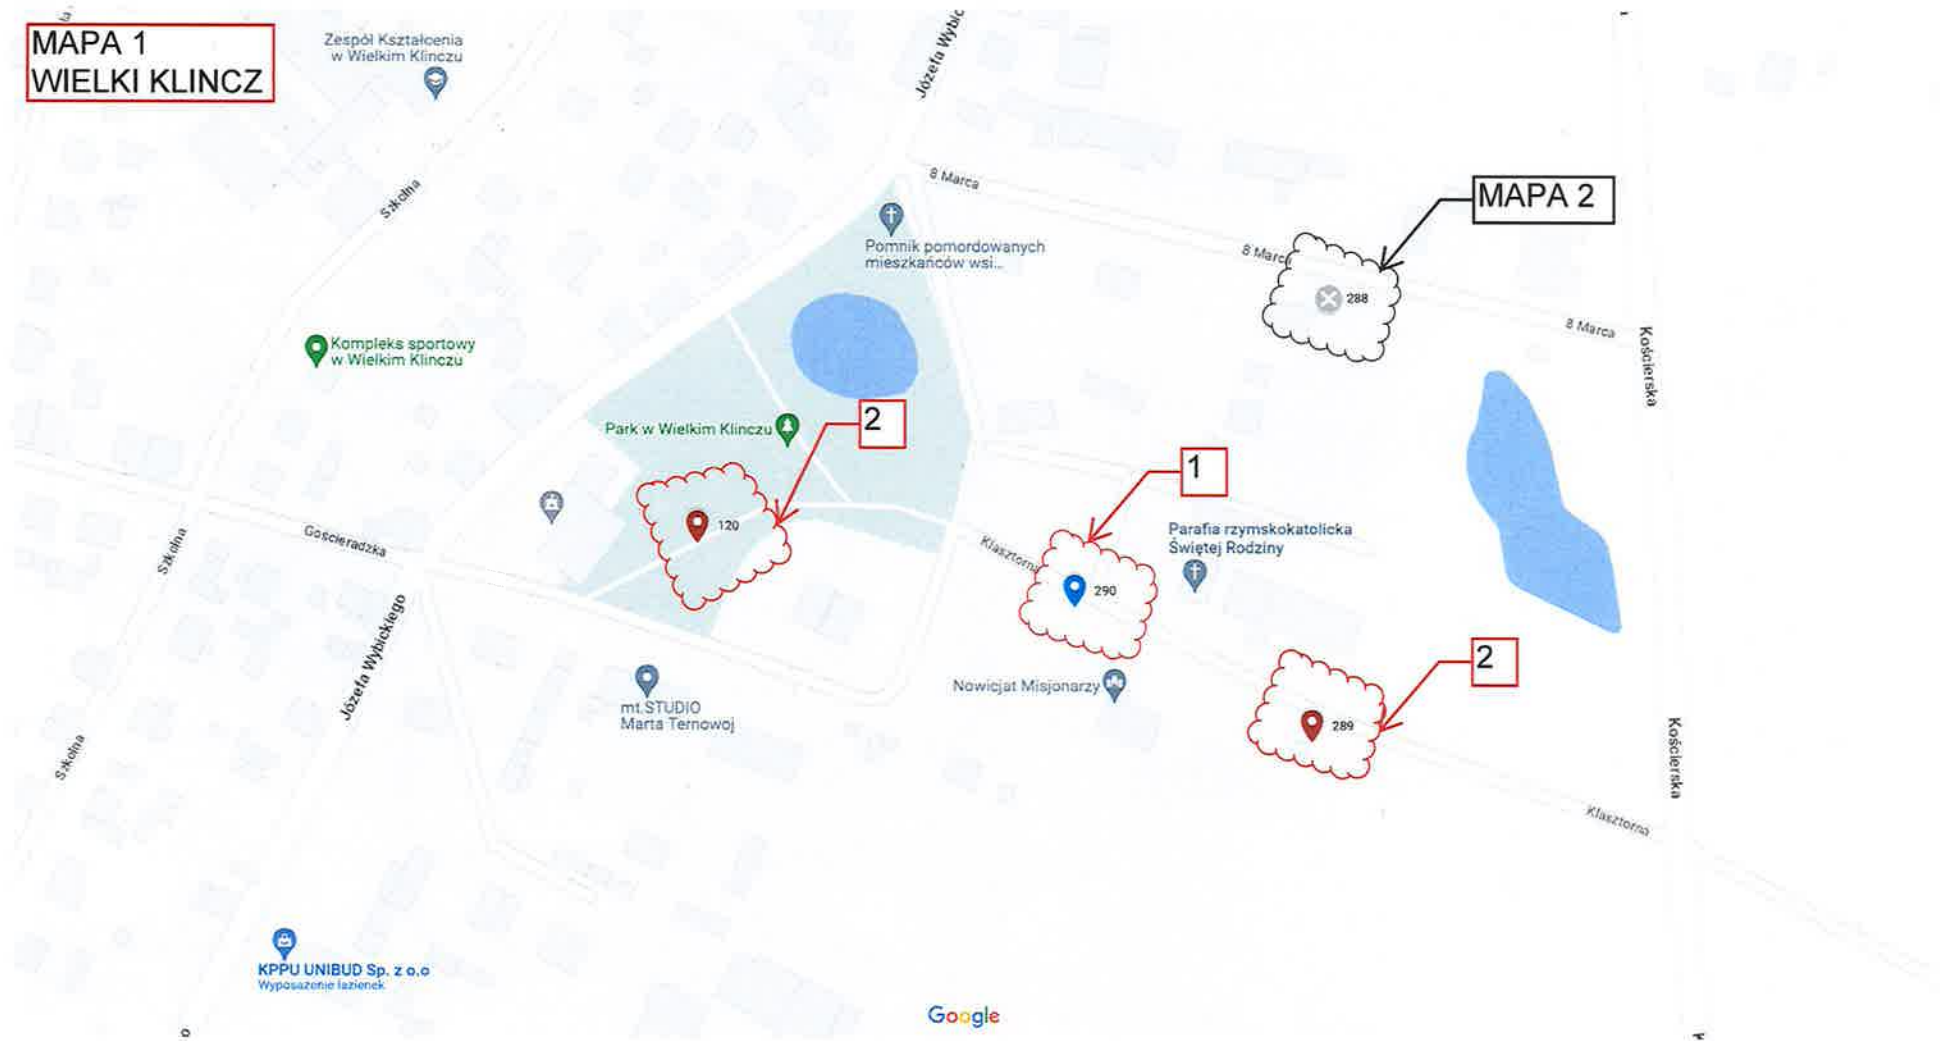 MAPA 1
WIELKI KLINCZ
Zespół Kształcenia
w Wielkim Klinczu
Józefa Wybic
Szkolna
8 Marca
MAPA 2
Pomnik pomordowanych
mieszkańców wsi...
8 Marca
288
8 Marca
Kościerska
Kompleks sportowy
w Wielkim Klinczu
2
Park w Wielkim Klinczu
1
120
Gościeradzka
Szkolna
Klasztorna
Parafia rzymskokatolicka
Świętej Rodziny
290
Józefa Wybickiego
2
Nowicjat Misjonarzy
mt.STUDIO
Marta Ternowoj
289
Szkolna
Kościerska
Klasztorna
KPPU UNIBUD Sp. z o.o
Wyposażenie łazienek
Google